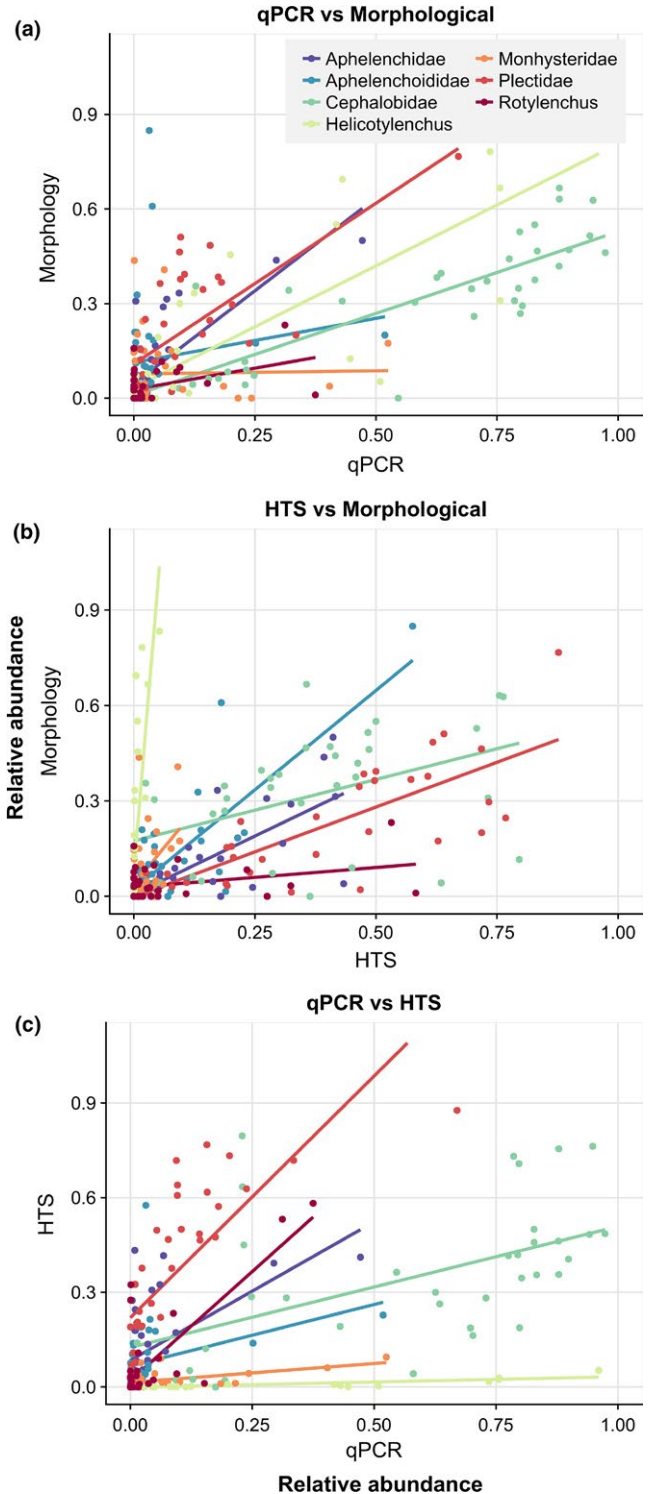 (a)
qPCR vs Morphological
Aphelenchidae
Aphelenchoididae
Cephalobidae
Helicotylenchus
Monhysteridae
Plectidae
Rotylenchus
0.9
0.6
0.3
0.0
Morphology
0.00 0.25 0.50 0.75 1.00
qPCR
(b)
HTS vs Morphological
0.9
0.6
0.3
0.0
Relative abundance
Morphology
0.00 0.25 0.50 0.75 1.00
HTS
(c)
qPCR vs HTS
0.9
0.6
0.3
0.0
HTS
0.00 0.25 0.50 0.75 1.00
qPCR
Relative abundance